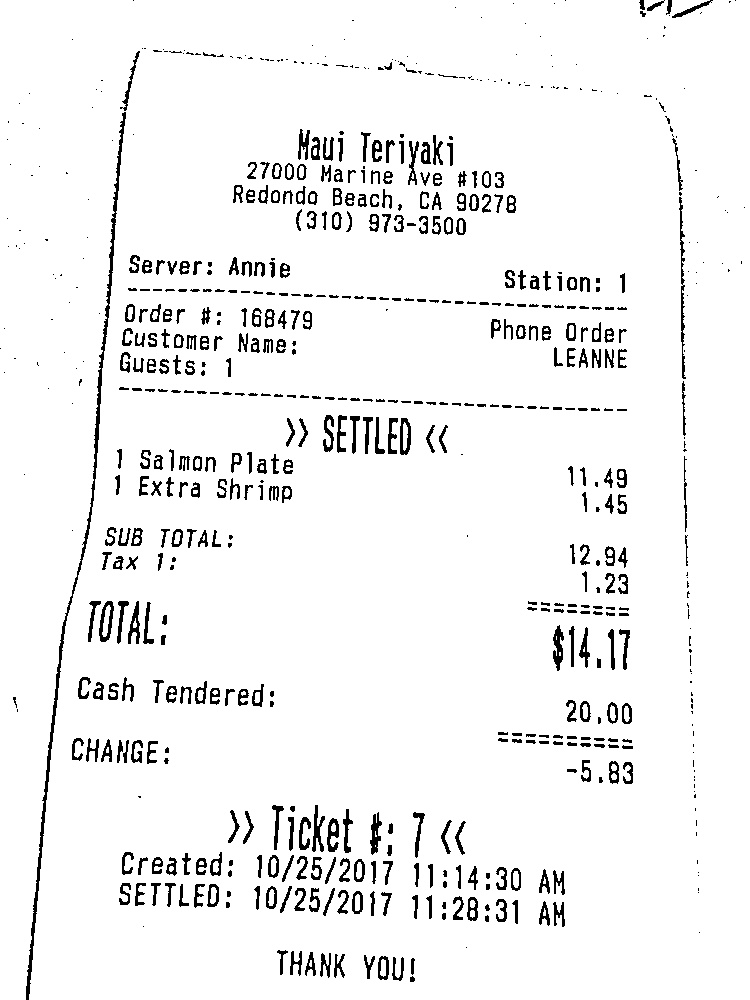 Maui Teriyaki
27000 Marine Ave #103
Redondo Beach, CA 90278
(310) 973-3500
Server: Annie Station: 1
--------------------------------------------------
Order #: 168479 Phone Order
Customer Name: LEANNE
Guests: 1
--------------------------------------------------
>> SETTLED <<
1 Salmon Plate 11.49
1 Extra Shrimp 1.45
SUB TOTAL: 12.94
Tax 1: 1.23
========
TOTAL: $14.17
Cash Tendered: 20.00
==========
CHANGE: -5.83
>> Ticket #: 7 <<
Created: 10/25/2017 11:14:30 AM
SETTLED: 10/25/2017 11:28:31 AM
THANK YOU!